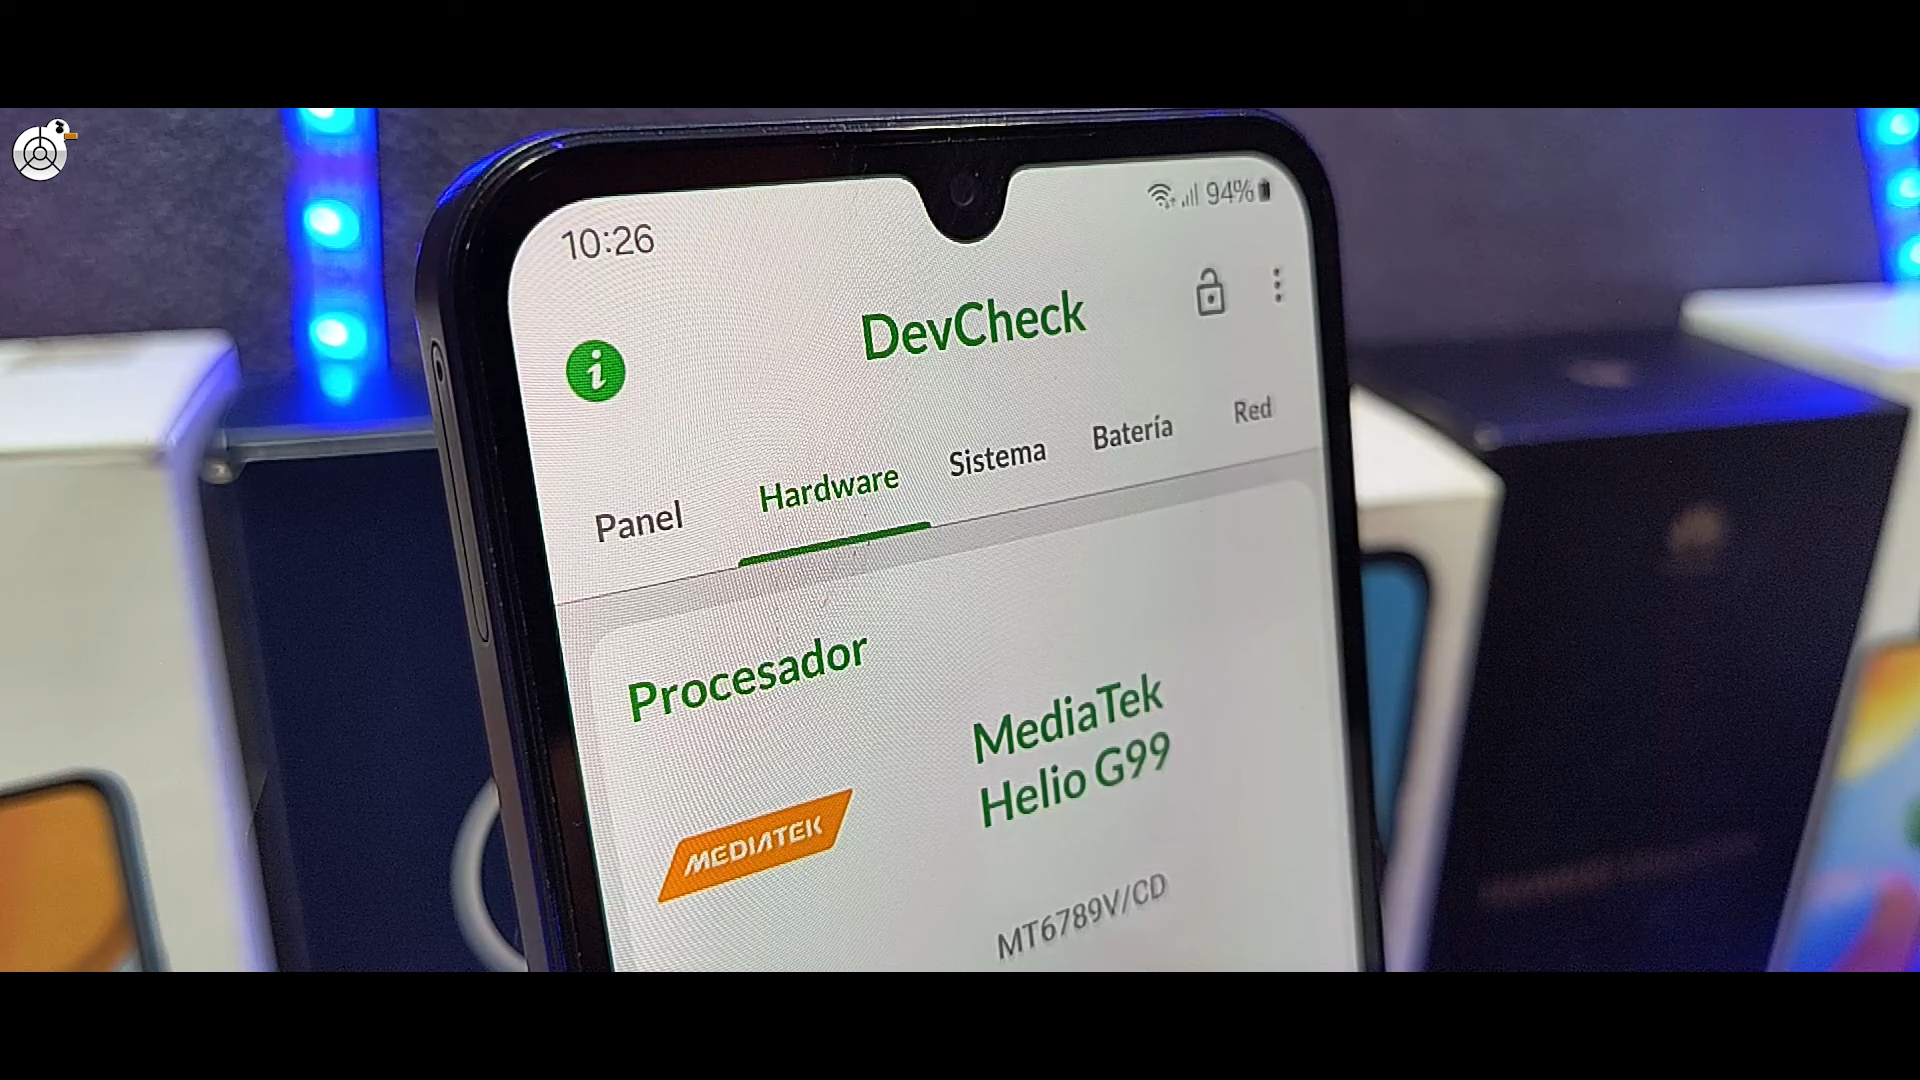 10:26
94%
DevCheck
Panel
Hardware
Sistema
Batería
Red
Procesador
MediaTek
Helio G99
MEDIATEK
MT6789V/CD